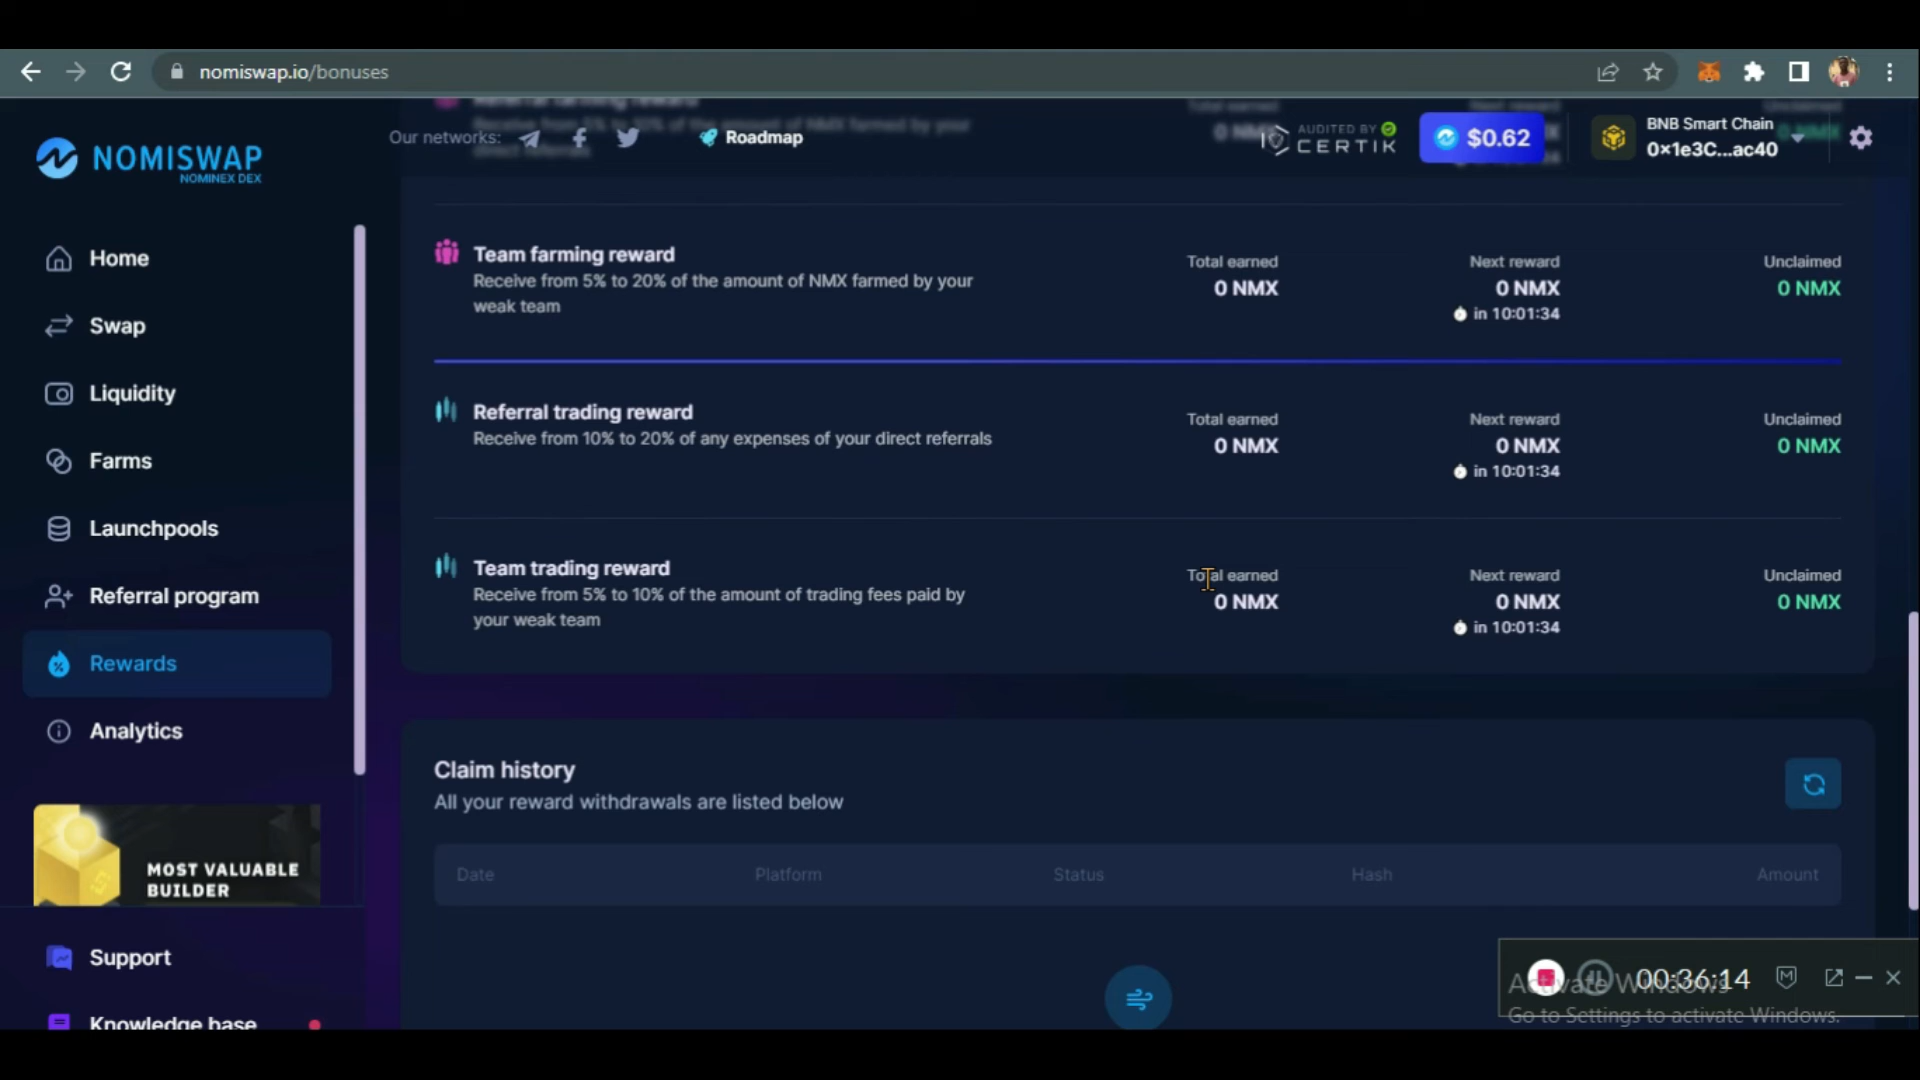 nomiswap.io/bonuses
NOMISWAP
NOMINEX DEX
Our networks:
Roadmap
AUDITED BY
CERTIK
$0.62
BNB Smart Chain
0x1e3C...ac40
Home
Swap
Liquidity
Farms
Launchpools
Referral program
Rewards
Analytics
MOST VALUABLE
BUILDER
Support
Knowledge base
Team farming reward
Receive from 5% to 20% of the amount of NMX farmed by your
weak team
Total earned
0 NMX
Next reward
0 NMX
in 10:01:34
Unclaimed
0 NMX
Referral trading reward
Receive from 10% to 20% of any expenses of your direct referrals
Total earned
0 NMX
Next reward
0 NMX
in 10:01:34
Unclaimed
0 NMX
Team trading reward
Receive from 5% to 10% of the amount of trading fees paid by
your weak team
Total earned
0 NMX
Next reward
0 NMX
in 10:01:34
Unclaimed
0 NMX
Claim history
All your reward withdrawals are listed below
Date Platform Status Hash Amount
00:36:14
Activate Windows
Go to Settings to activate Windows.